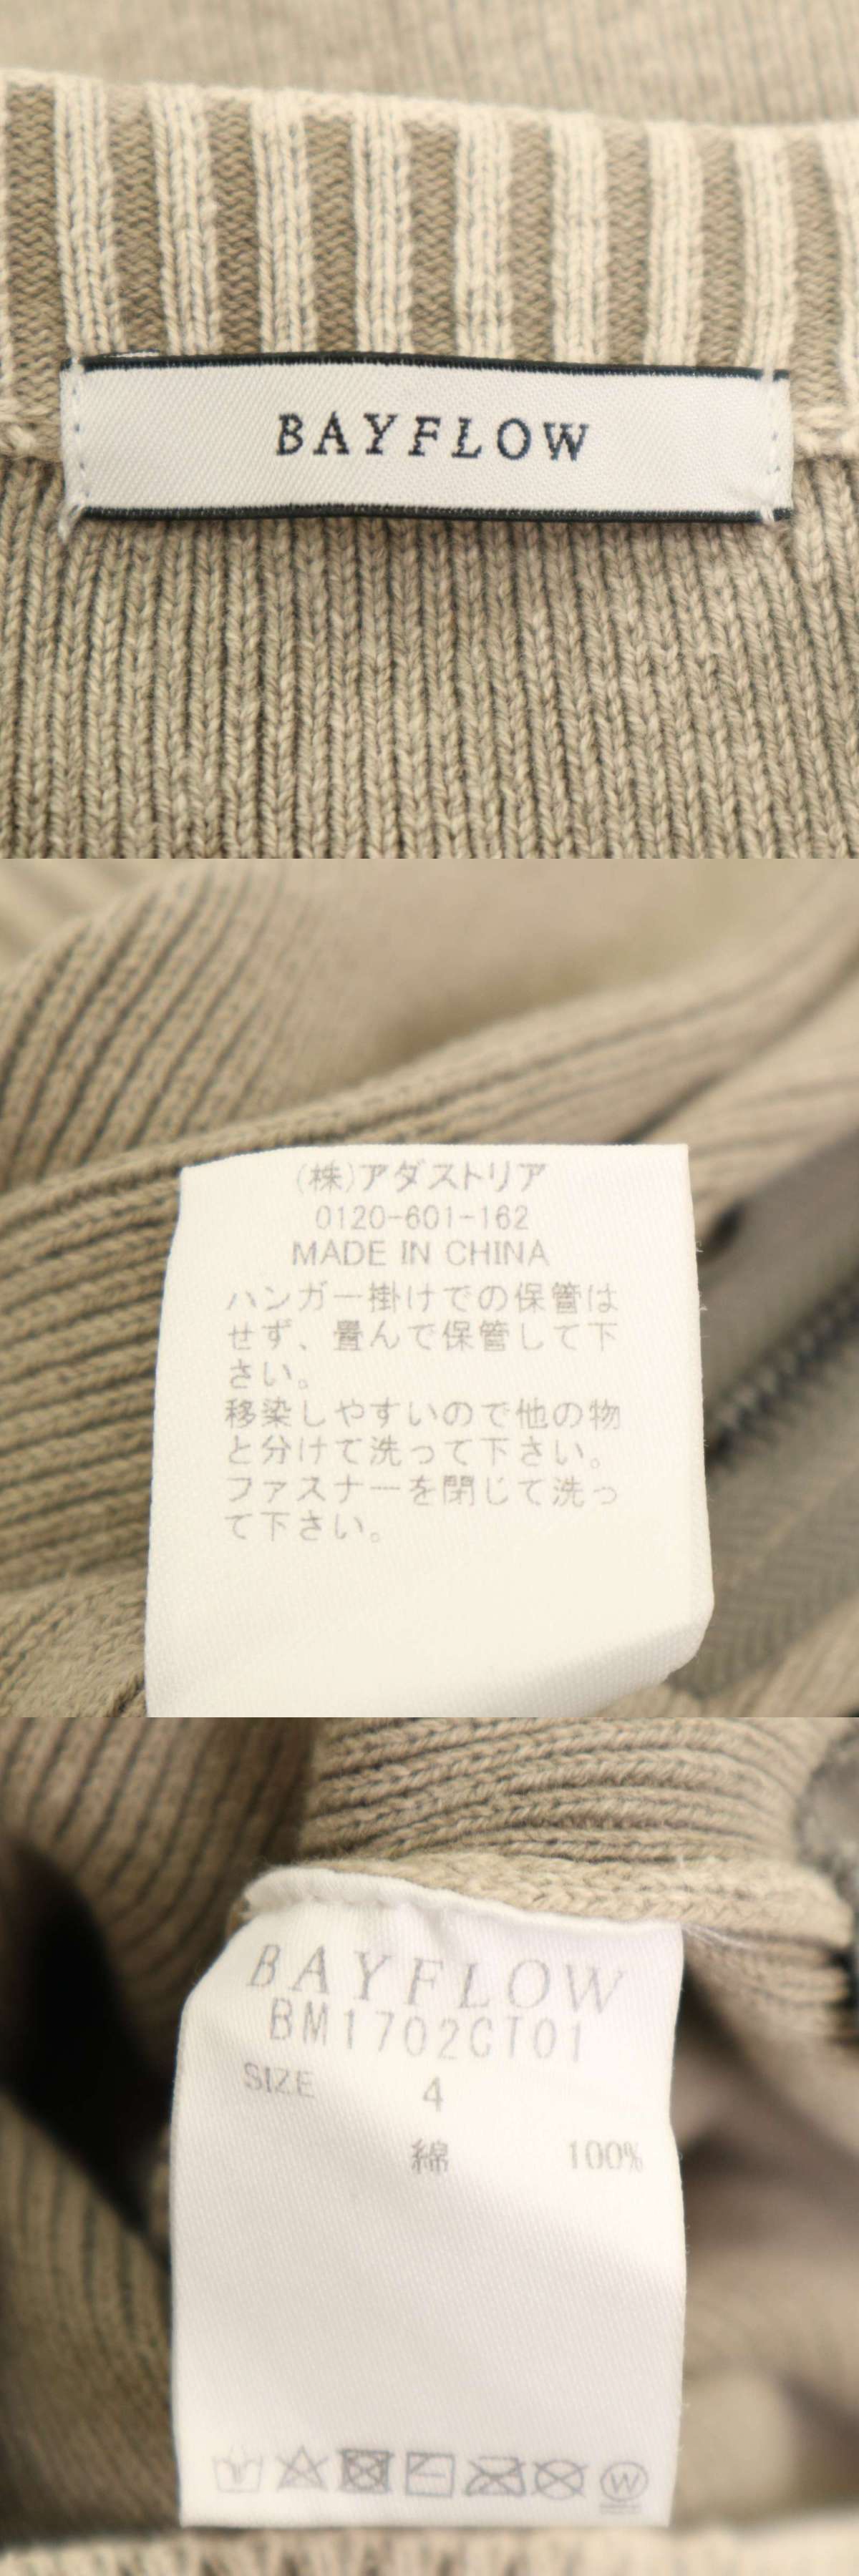 BAYFLOW
(株)アダストリア
0120-601-162
MADE IN CHINA
ハンガー掛けでの保管は
せず、畳んで保管して下
さい。
移染しやすいので他の物
と分けて洗って下さい。
ファスナーを閉じて洗っ
て下さい。
BAYFLOW
BM1702CT01
SIZE 4
綿 100%
W